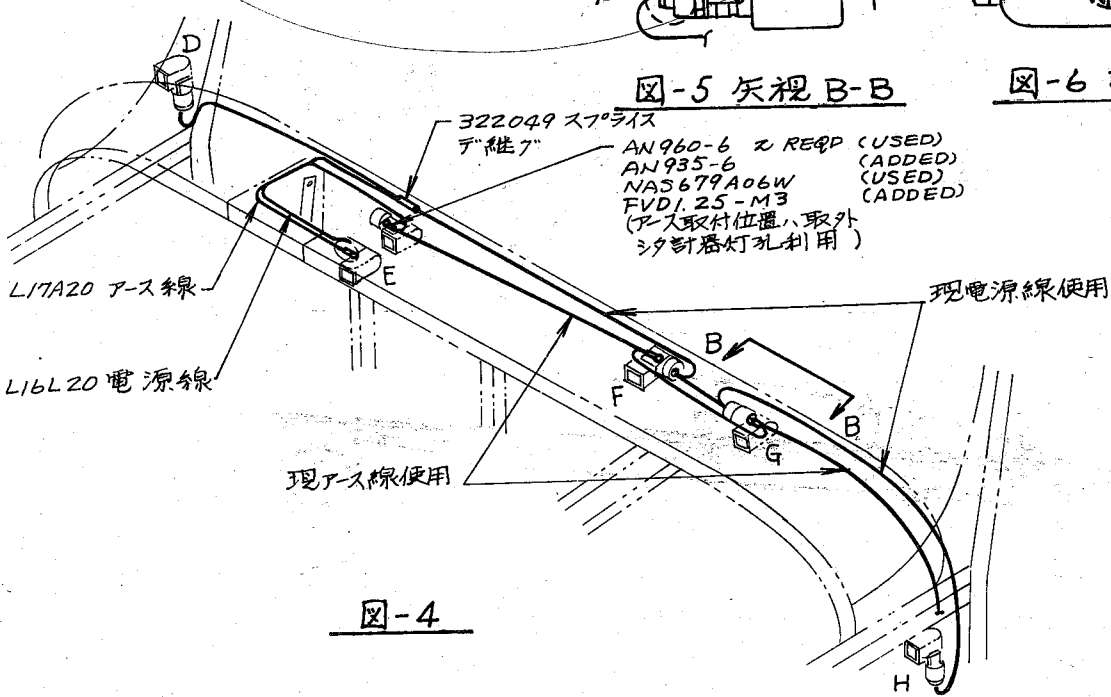 図-5 矢視 B-B
図-6
D
322049 スプライス
デ継グ
AN960-6 2 REQD (USED)
AN935-6 (ADDED)
NAS679A06W (USED)
FVD1.25-M3 (ADDED)
(アース取付位置ハ取外
シタ計器灯孔利用)
E
L17A20 アース線
現電源線使用
B
L16L20 電源線
F
B
G
現アース線使用
図-4
H